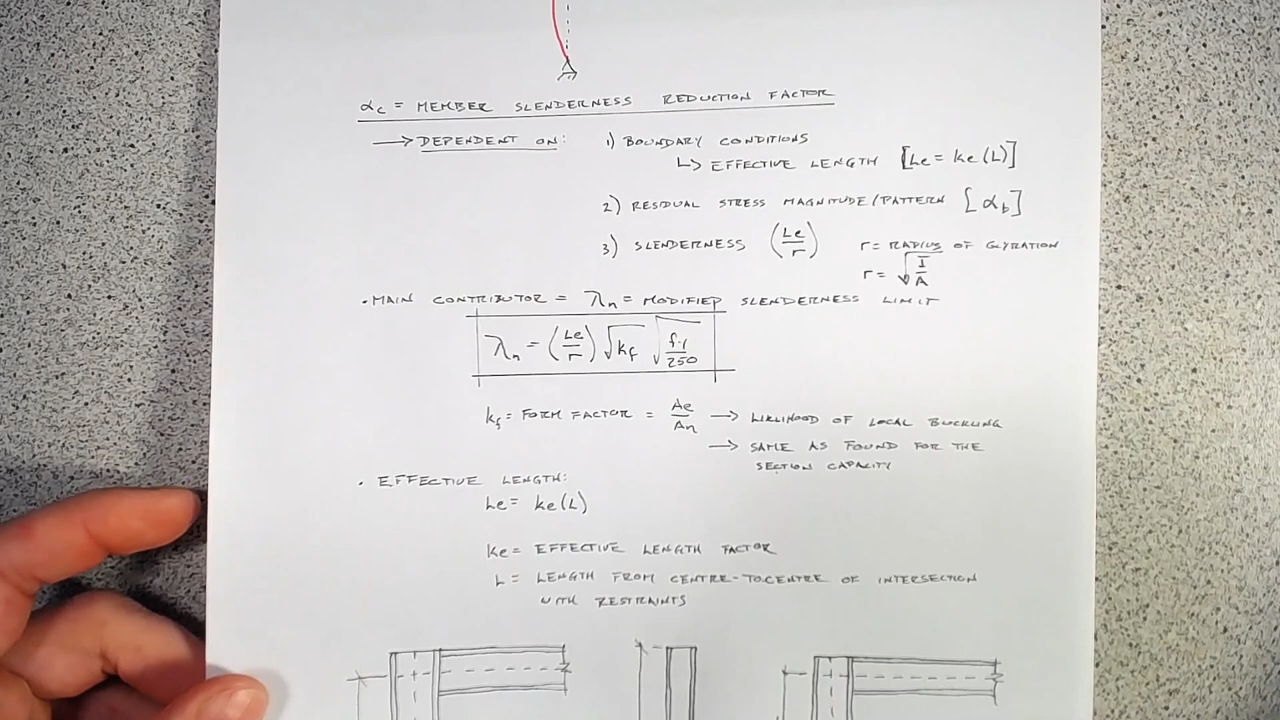 αc = MEMBER SLENDERNESS REDUCTION FACTOR
→ DEPENDENT ON: 1) BOUNDARY CONDITIONS
↳ EFFECTIVE LENGTH [Le = ke(L)]
2) RESIDUAL STRESS MAGNITUDE/PATTERN [αb]
3) SLENDERNESS (Le/r) r = RADIUS OF GYRATION
r = √(I/A)
• MAIN CONTRIBUTOR = λn = MODIFIED SLENDERNESS LIMIT
λn = (Le/r) √kf √(fy/250)
kf = FORM FACTOR = Ae/An → LIKLIHOOD OF LOCAL BUCKLING
→ SAME AS FOUND FOR THE
SECTION CAPACITY
• EFFECTIVE LENGTH:
Le = ke(L)
ke = EFFECTIVE LENGTH FACTOR
L = LENGTH FROM CENTRE-TO-CENTRE OF INTERSECTION
WITH RESTRAINTS